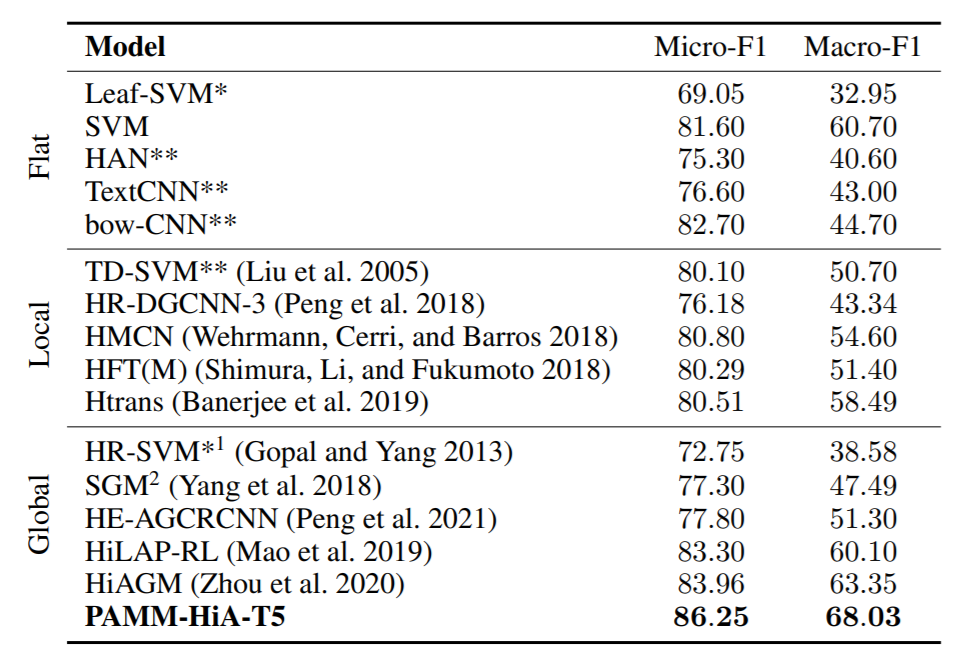 Model Micro-F1 Macro-F1
Flat
Leaf-SVM* 69.05 32.95
SVM 81.60 60.70
HAN** 75.30 40.60
TextCNN** 76.60 43.00
bow-CNN** 82.70 44.70
Local
TD-SVM** (Liu et al. 2005) 80.10 50.70
HR-DGCNN-3 (Peng et al. 2018) 76.18 43.34
HMCN (Wehrmann, Cerri, and Barros 2018) 80.80 54.60
HFT(M) (Shimura, Li, and Fukumoto 2018) 80.29 51.40
Htrans (Banerjee et al. 2019) 80.51 58.49
Global
HR-SVM*¹ (Gopal and Yang 2013) 72.75 38.58
SGM² (Yang et al. 2018) 77.30 47.49
HE-AGCRCNN (Peng et al. 2021) 77.80 51.30
HiLAP-RL (Mao et al. 2019) 83.30 60.10
HiAGM (Zhou et al. 2020) 83.96 63.35
PAMM-HiA-T5 86.25 68.03